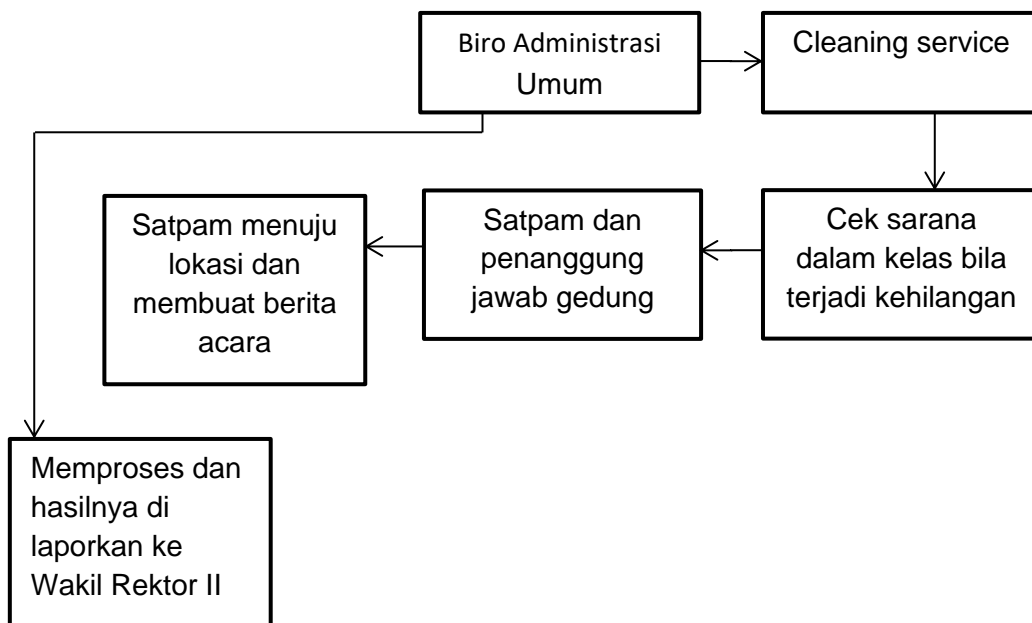 Biro Administrasi
Umum
Cleaning service
Cek sarana
dalam kelas bila
terjadi kehilangan
Satpam dan
penanggung
jawab gedung
Satpam menuju
lokasi dan
membuat berita
acara
Memproses dan
hasilnya di
laporkan ke
Wakil Rektor II